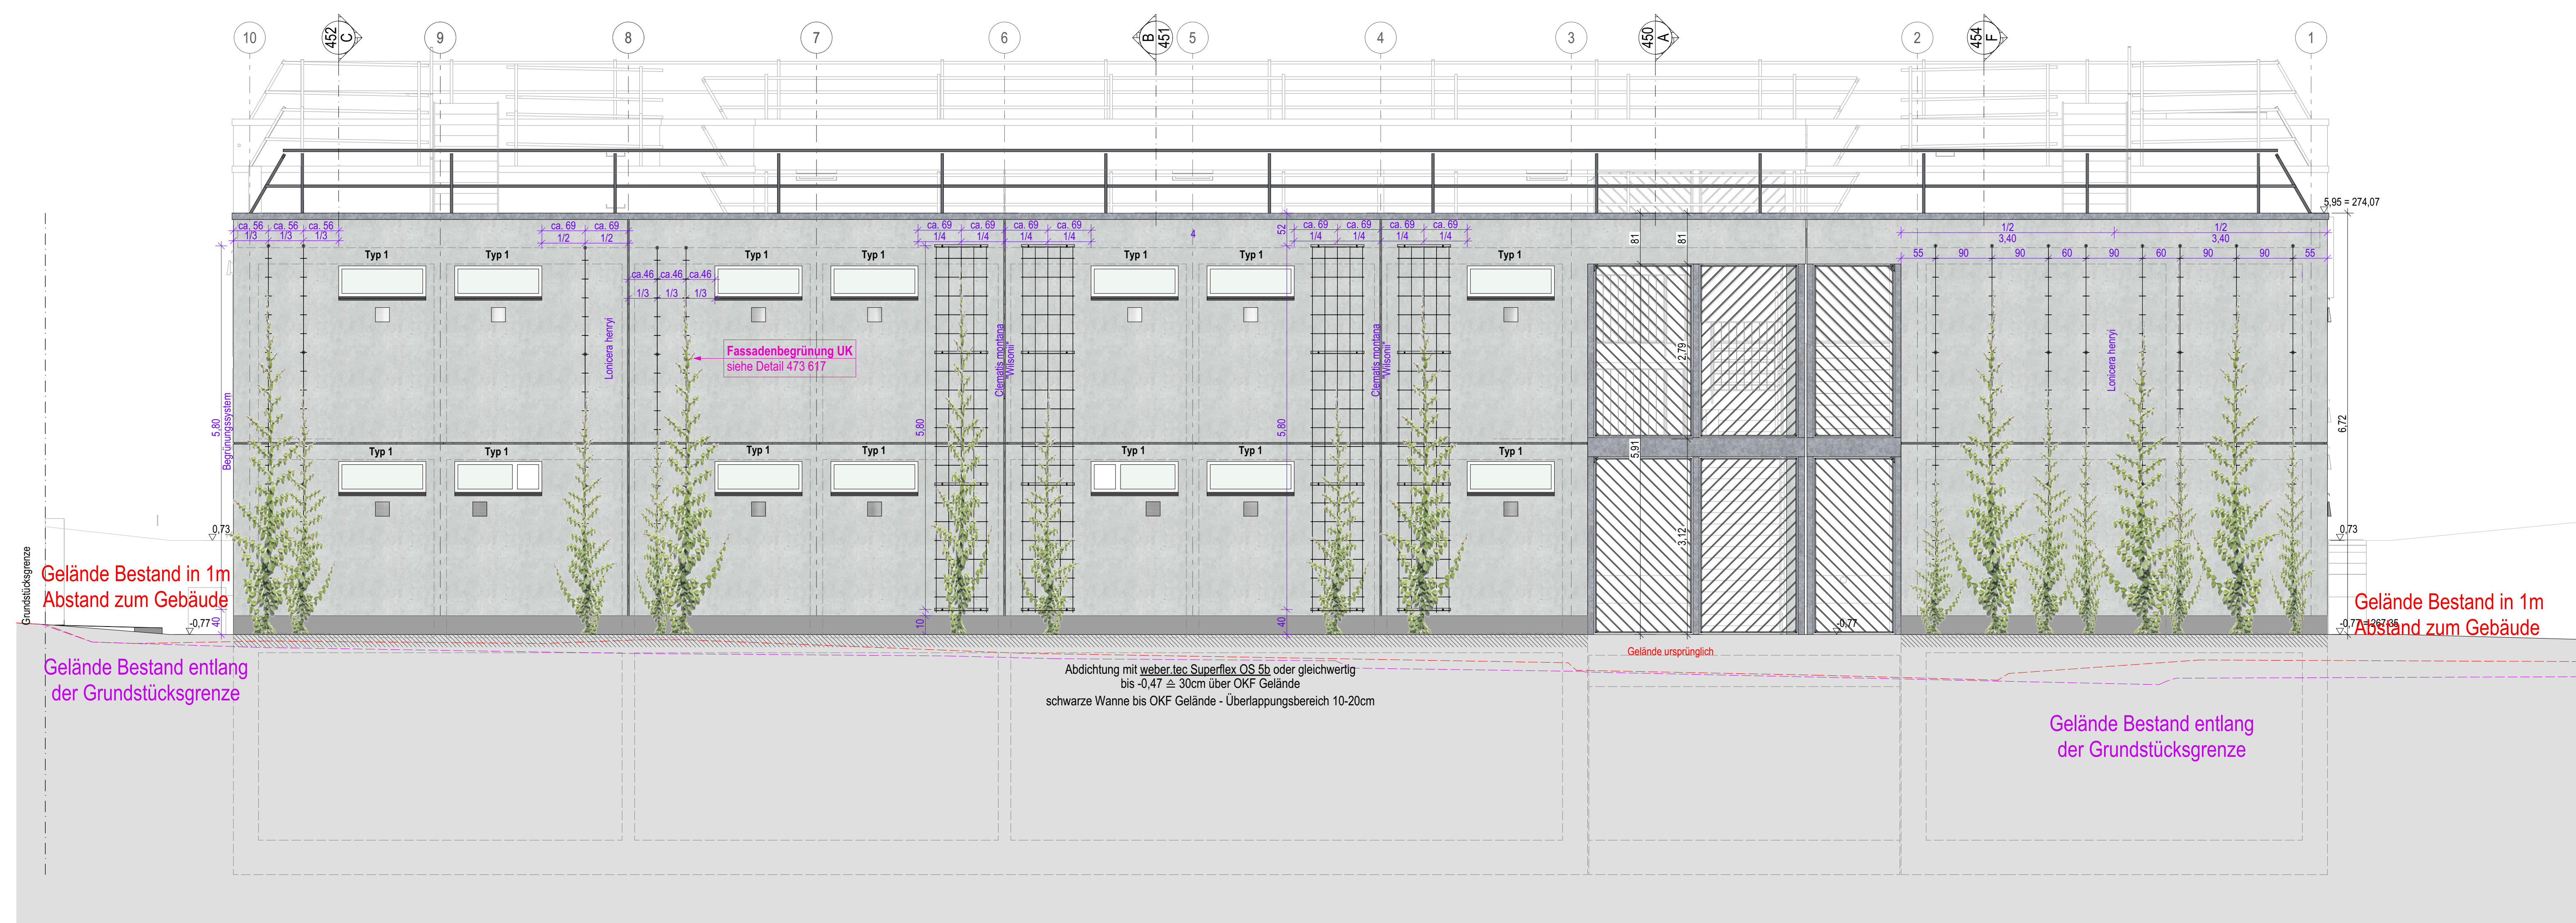 10
452
C
9
8
7
6
B
451
5
4
3
450
A
2
454
F
1
5,95 = 274,07
ca. 56
ca. 56
ca. 56
1/3
1/3
1/3
ca. 69
ca. 69
1/2
1/2
ca. 69
ca. 69
1/4
1/4
ca. 69
ca. 69
1/4
1/4
4
52
ca. 69
ca. 69
1/4
1/4
ca. 69
ca. 69
1/4
1/4
81
81
1/2
3,40
1/2
3,40
55
90
90
60
90
60
90
90
55
Typ 1
Typ 1
Typ 1
Typ 1
Typ 1
Typ 1
Typ 1
ca.46
ca.46
ca.46
1/3
1/3
1/3
Lonicera henryi
Fassadenbegrünung UK
siehe Detail 473 617
Clematis montana
"Wilsonii"
Clematis montana
"Wilsonii"
2,79
Lonicera henryi
5,80
Begrünungssystem
5,80
5,80
5,91
6,72
Typ 1
Typ 1
Typ 1
Typ 1
Typ 1
Typ 1
Typ 1
3,12
0,73
0,73
Grundstücksgrenze
Gelände Bestand in 1m
Abstand zum Gebäude
-0,77
40
10
40
-0,77
Gelände Bestand in 1m
Abstand zum Gebäude
-0,77 = 267,35
Gelände ursprünglich
Gelände Bestand entlang
der Grundstücksgrenze
Abdichtung mit weber.tec Superflex OS 5b oder gleichwertig
bis -0,47 ≙ 30cm über OKF Gelände
schwarze Wanne bis OKF Gelände - Überlappungsbereich 10-20cm
Gelände Bestand entlang
der Grundstücksgrenze